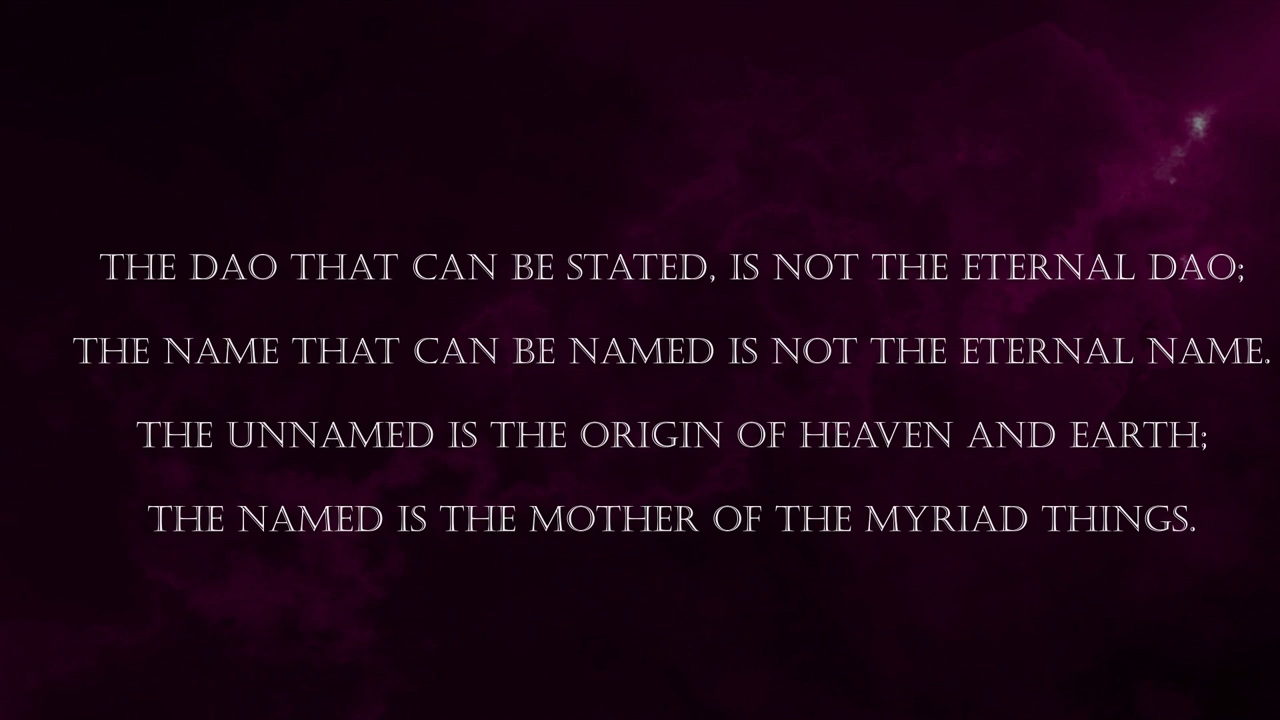 THE DAO THAT CAN BE STATED, IS NOT THE ETERNAL DAO;
THE NAME THAT CAN BE NAMED IS NOT THE ETERNAL NAME.
THE UNNAMED IS THE ORIGIN OF HEAVEN AND EARTH;
THE NAMED IS THE MOTHER OF THE MYRIAD THINGS.